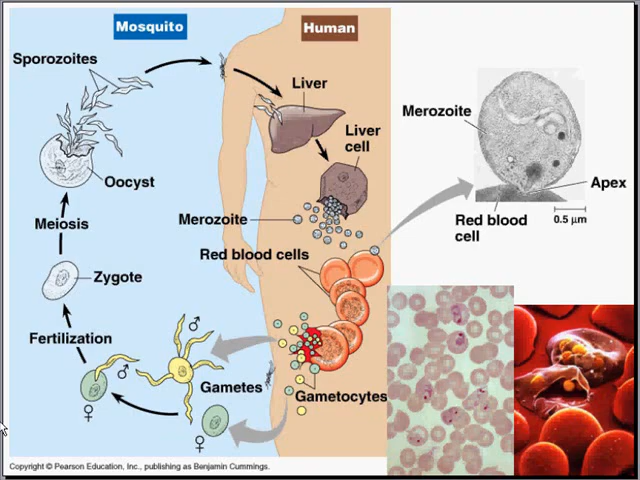 Mosquito
Human
Sporozoites
Liver
Liver
cell
Merozoite
Apex
Oocyst
Meiosis
Merozoite
Red blood
cell
0.5 μm
Red blood cells
Zygote
Fertilization
♂
♂
Gametes
Gametocytes
♀
♀
Copyright © Pearson Education, Inc., publishing as Benjamin Cummings.